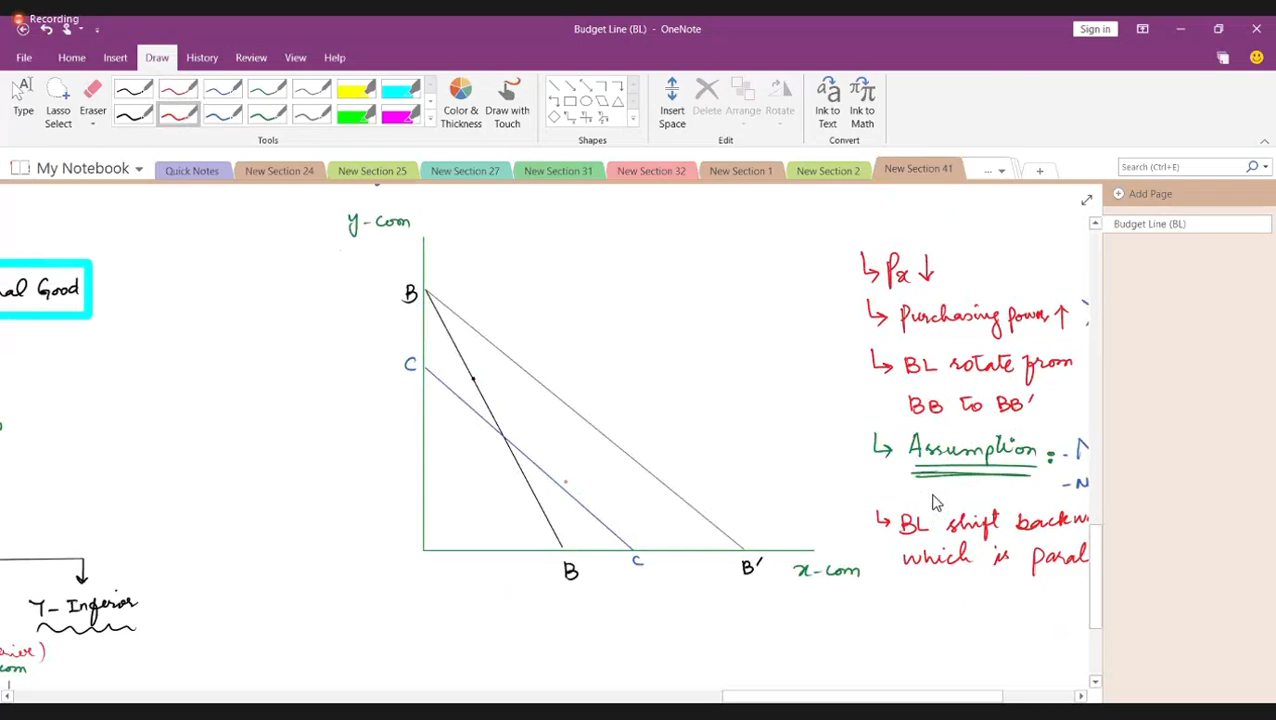 Recording
Budget Line (BL) - OneNote
Sign in
File
Home
Insert
Draw
History
Review
View
Help
Type
Lasso Select
Eraser
Color & Thickness
Draw with Touch
Insert Space
Delete
Arrange
Rotate
Ink to Text
Ink to Math
Tools
Shapes
Edit
Convert
My Notebook
Quick Notes
New Section 24
New Section 25
New Section 27
New Section 31
New Section 32
New Section 1
New Section 2
New Section 41
Search (Ctrl+E)
Add Page
Budget Line (BL)
y-com
B
C
B
C
B'
x-com
nal Good
Y- Inferior
↳ Px ↓
↳ Purchasing power ↑
↳ BL rotate from
BB to BB'
↳ Assumption :-
↳ BL shift backw
which is paral